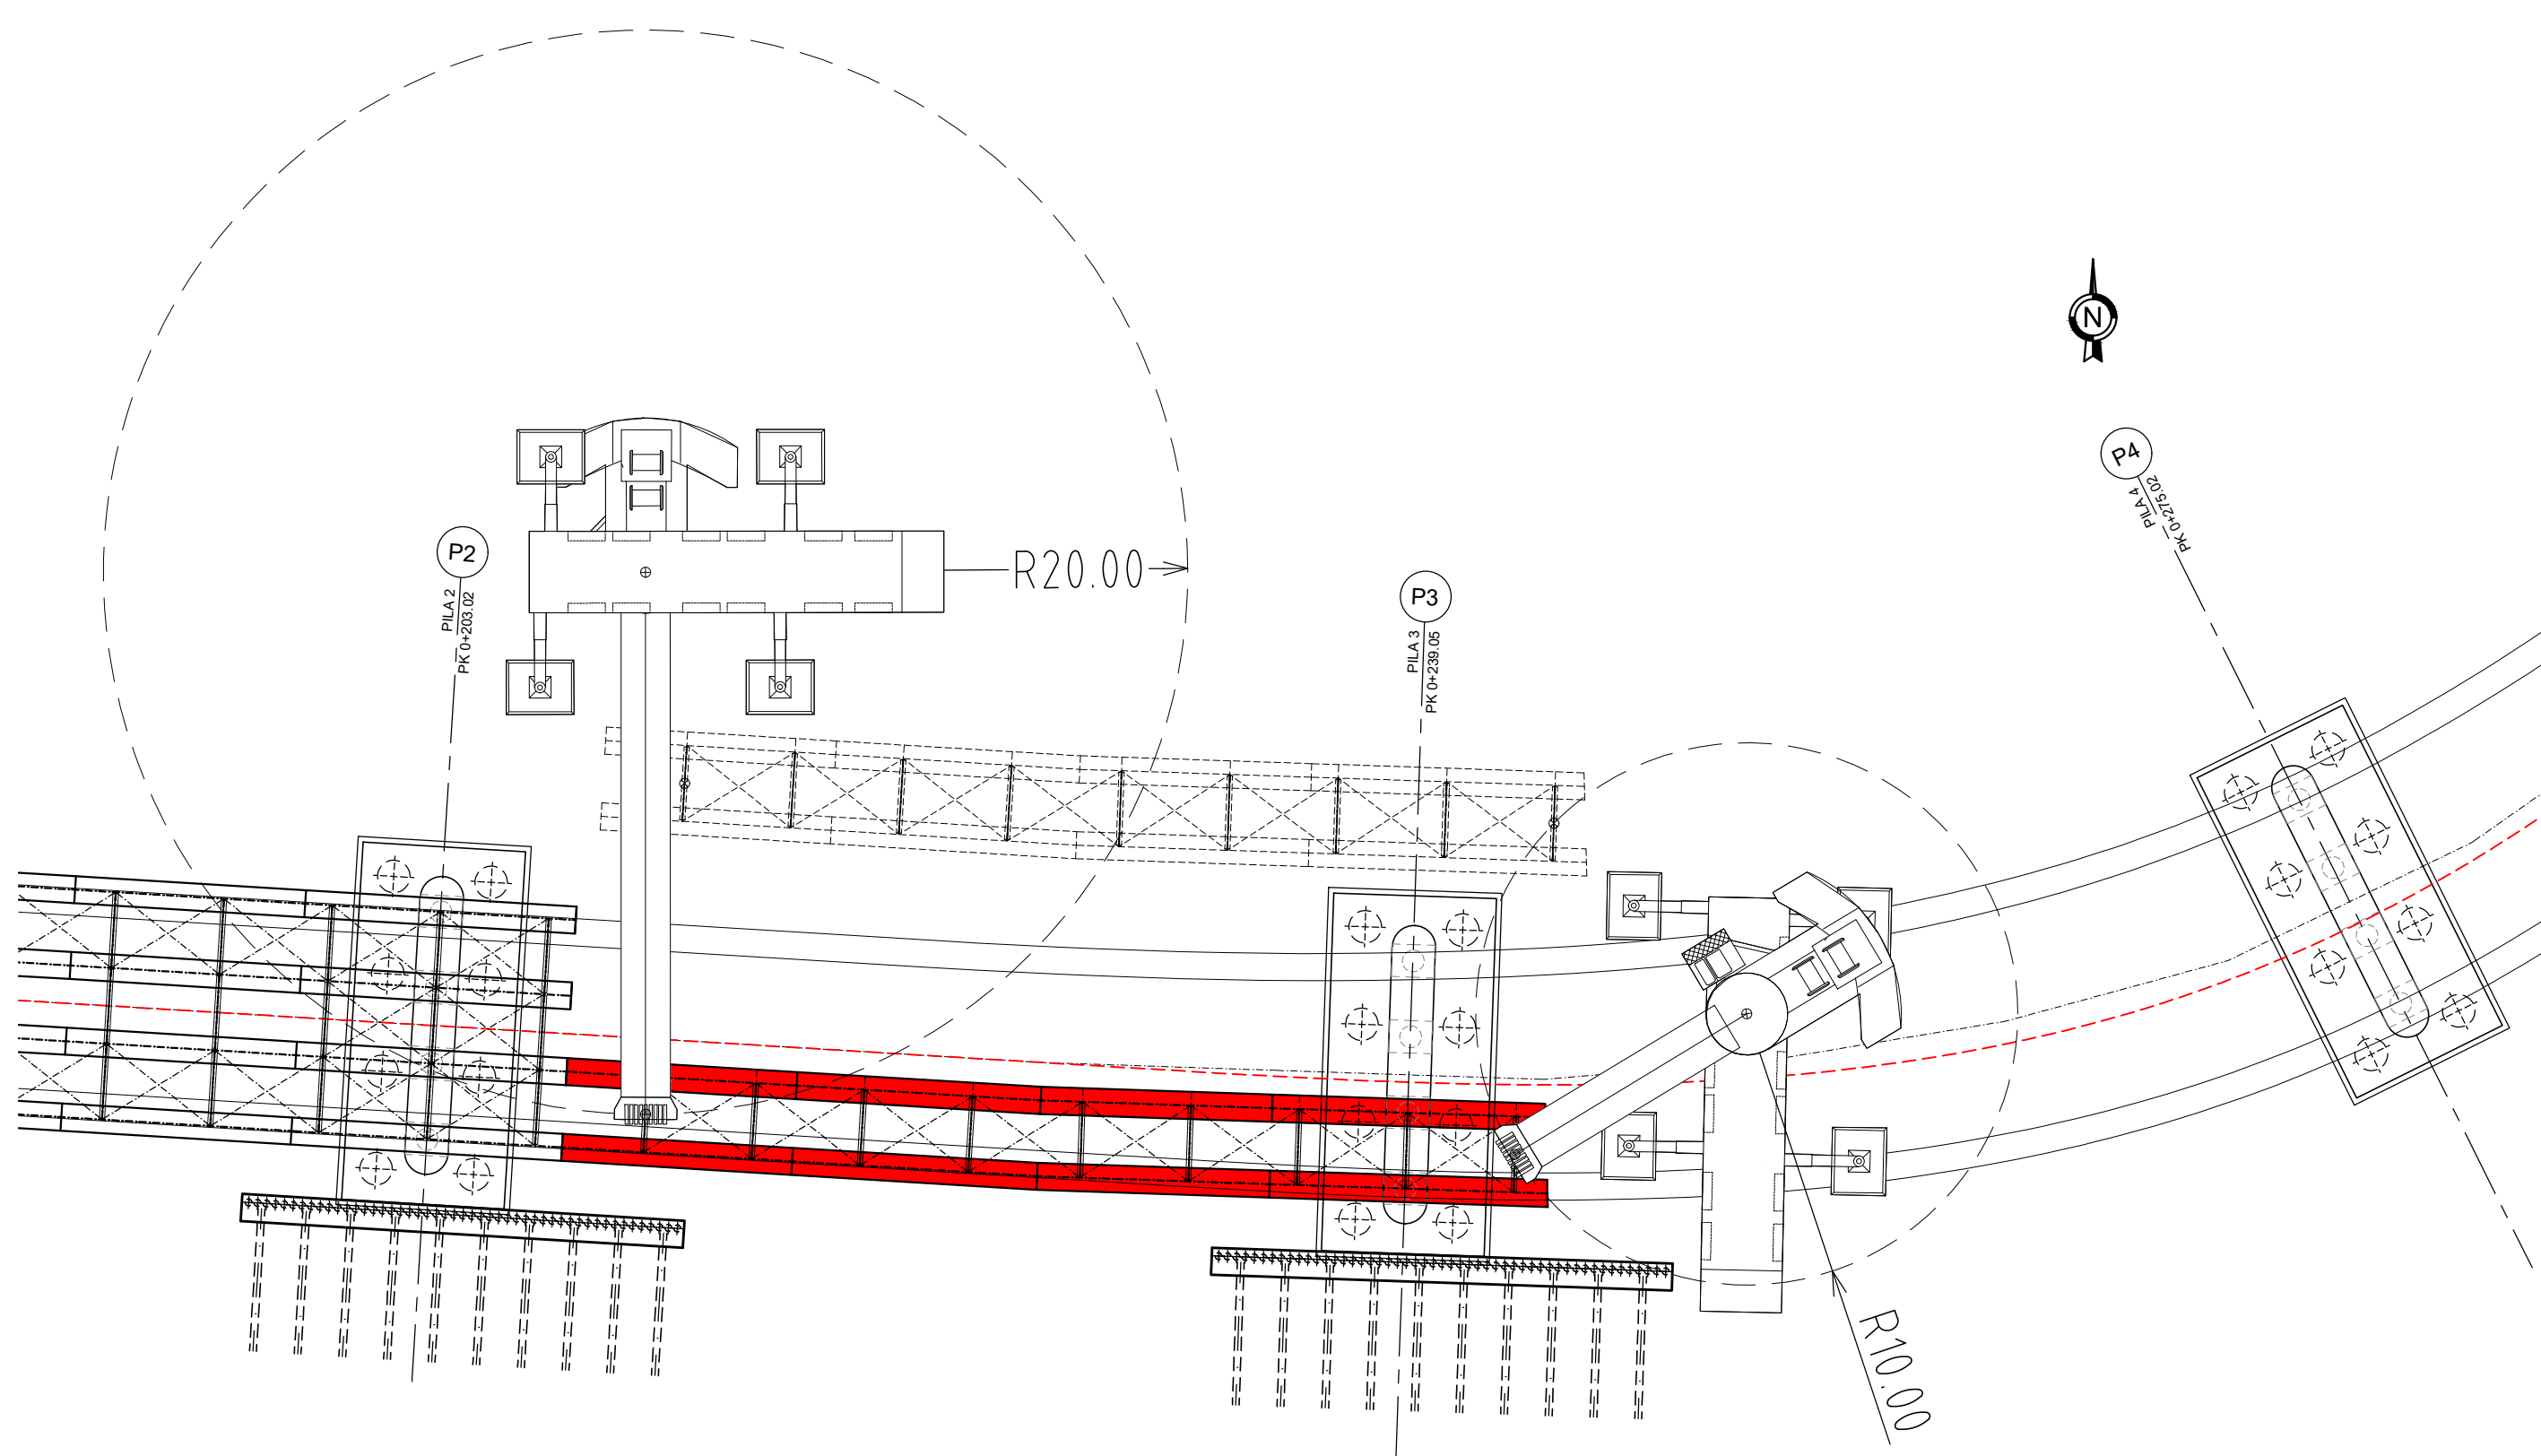 N
P4
PILA 4
PK 0+275.02
P2
PILA 2
PK 0+203.02
R20.00
P3
PILA 3
PK 0+239.05
R10.00